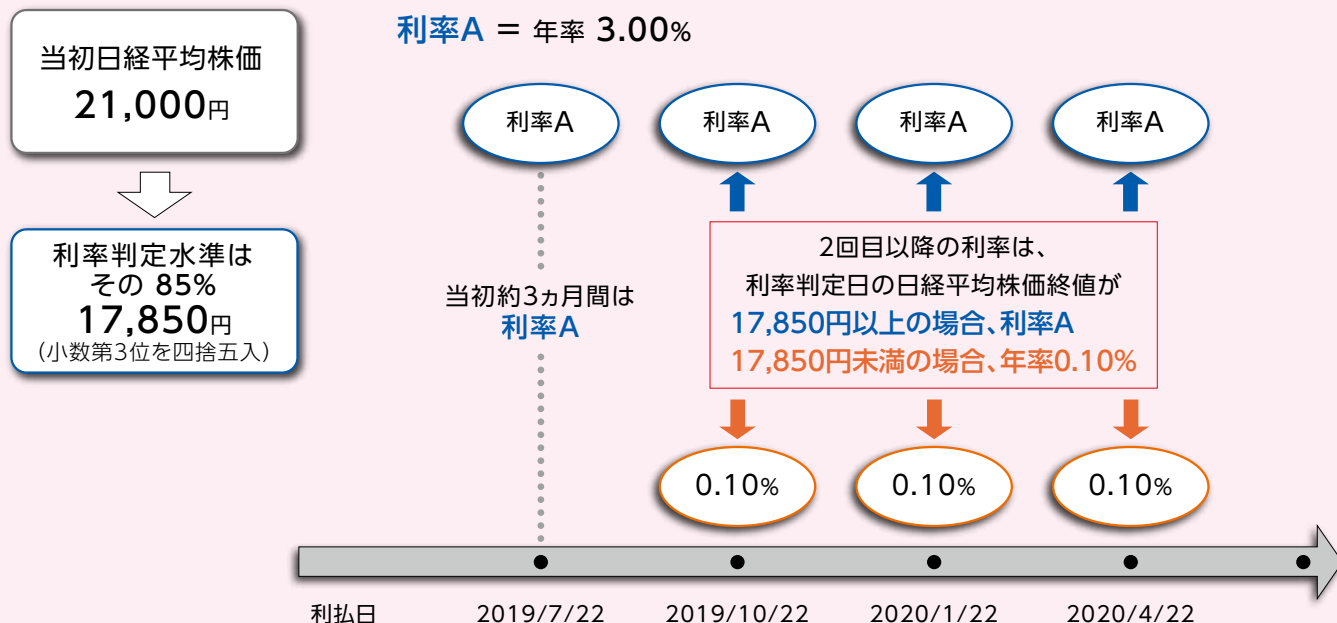 当初日経平均株価
21,000円
利率判定水準は
その 85%
17,850円
(小数第3位を四捨五入)
利率A = 年率 3.00%
利率A
利率A
利率A
利率A
当初約3ヵ月間は
利率A
2回目以降の利率は、
利率判定日の日経平均株価終値が
17,850円以上の場合、利率A
17,850円未満の場合、年率0.10%
0.10%
0.10%
0.10%
利払日
2019/7/22
2019/10/22
2020/1/22
2020/4/22